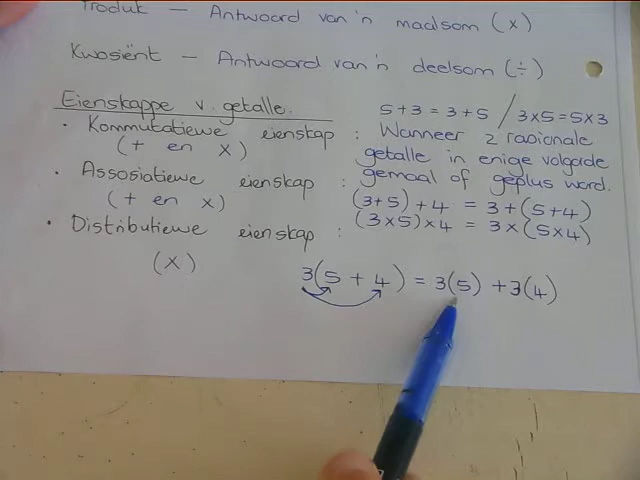 Produk – Antwoord van 'n maalsom (x)
Kwosiënt – Antwoord van 'n deelsom (÷)
Eienskappe v. getalle.
5 + 3 = 3 + 5 / 3x5 = 5x3
• Kommutatiewe eienskap : Wanneer 2 rasionale
(+ en x) getalle in enige volgorde
gemaal of geplus word.
• Assosiatiewe eienskap :
(+ en x) (3+5) + 4 = 3 + (5+4)
(3x5) x 4 = 3 x (5x4)
• Distributiewe eienskap :
(x)
3(5 + 4) = 3(5) + 3(4)